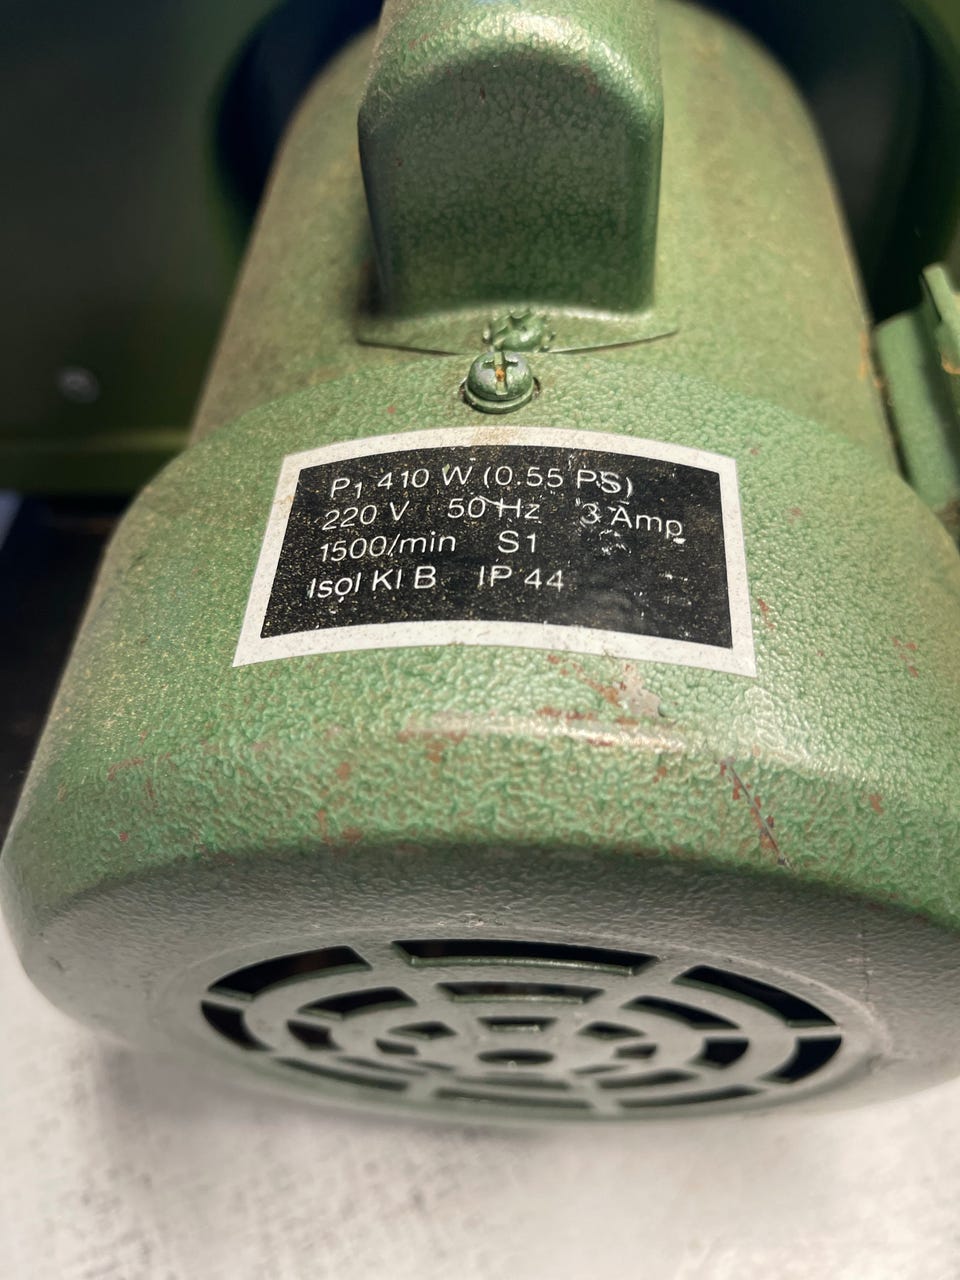 P1 410 W (0.55 PS)
220 V 50 Hz 3 Amp
1500/min S1
Isol Kl B IP 44